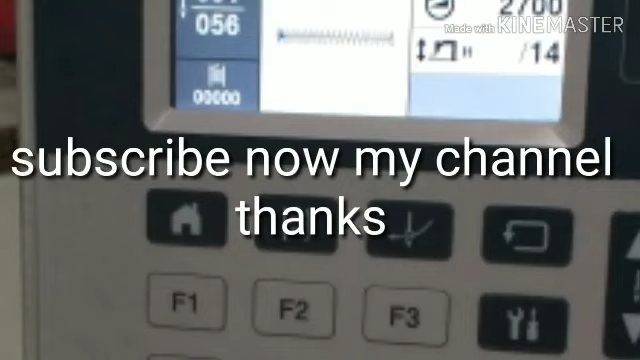 056
2700
Made with KINEMASTER
/14
00000
subscribe now my channel
thanks
F1
F2
F3